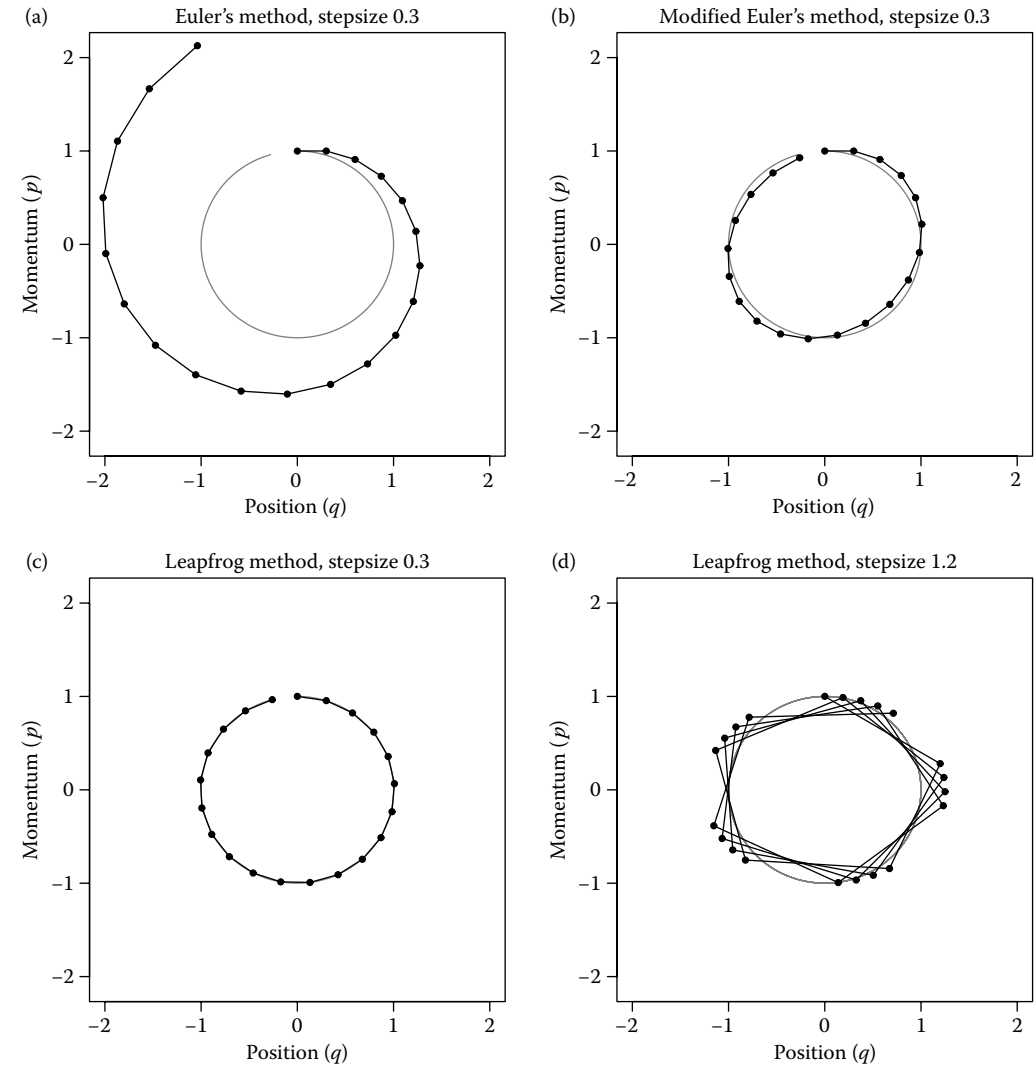 (a) Euler’s method, stepsize 0.3
2
1
0
−1
−2
Momentum (p)
−2 −1 0 1 2
Position (q)
(b) Modified Euler’s method, stepsize 0.3
2
1
0
−1
−2
Momentum (p)
−2 −1 0 1 2
Position (q)
(c) Leapfrog method, stepsize 0.3
2
1
0
−1
−2
Momentum (p)
−2 −1 0 1 2
Position (q)
(d) Leapfrog method, stepsize 1.2
2
1
0
−1
−2
Momentum (p)
−2 −1 0 1 2
Position (q)